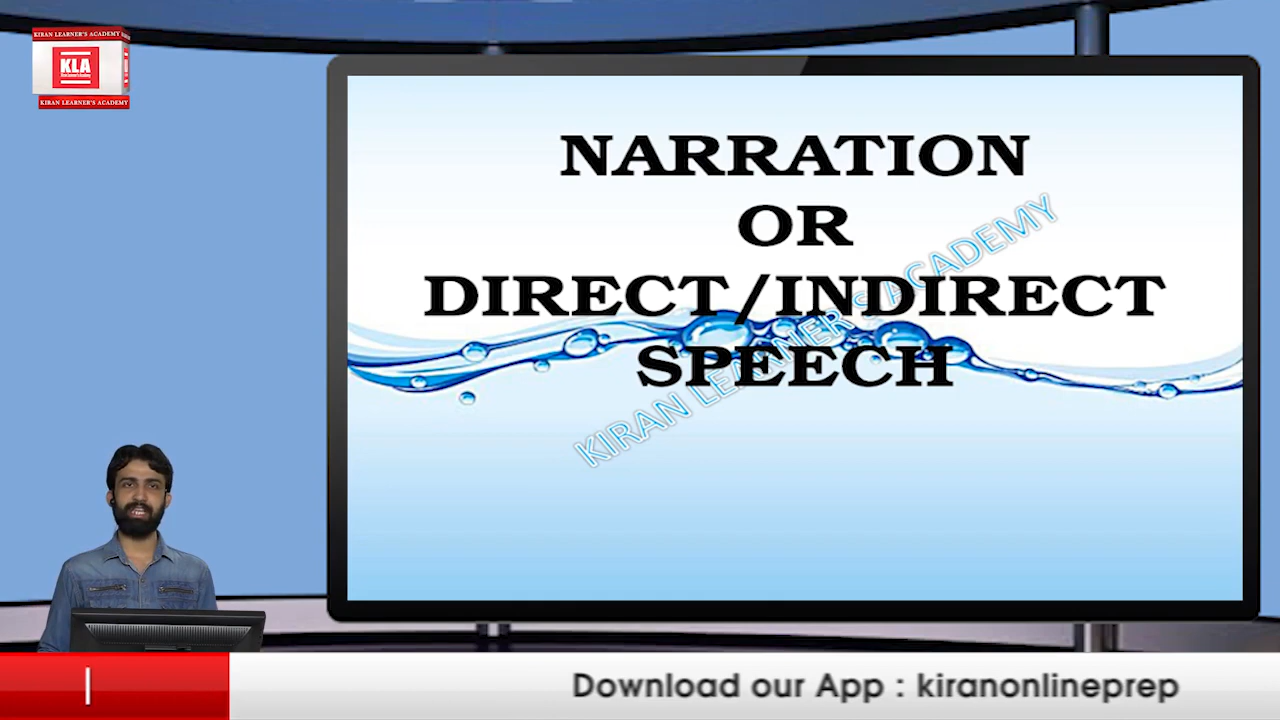 KIRAN LEARNER'S ACADEMY
KLA
KIRAN LEARNER'S ACADEMY
NARRATION
OR
DIRECT/INDIRECT
SPEECH
KIRAN LEARNER'S ACADEMY
Download our App : kiranonlineprep